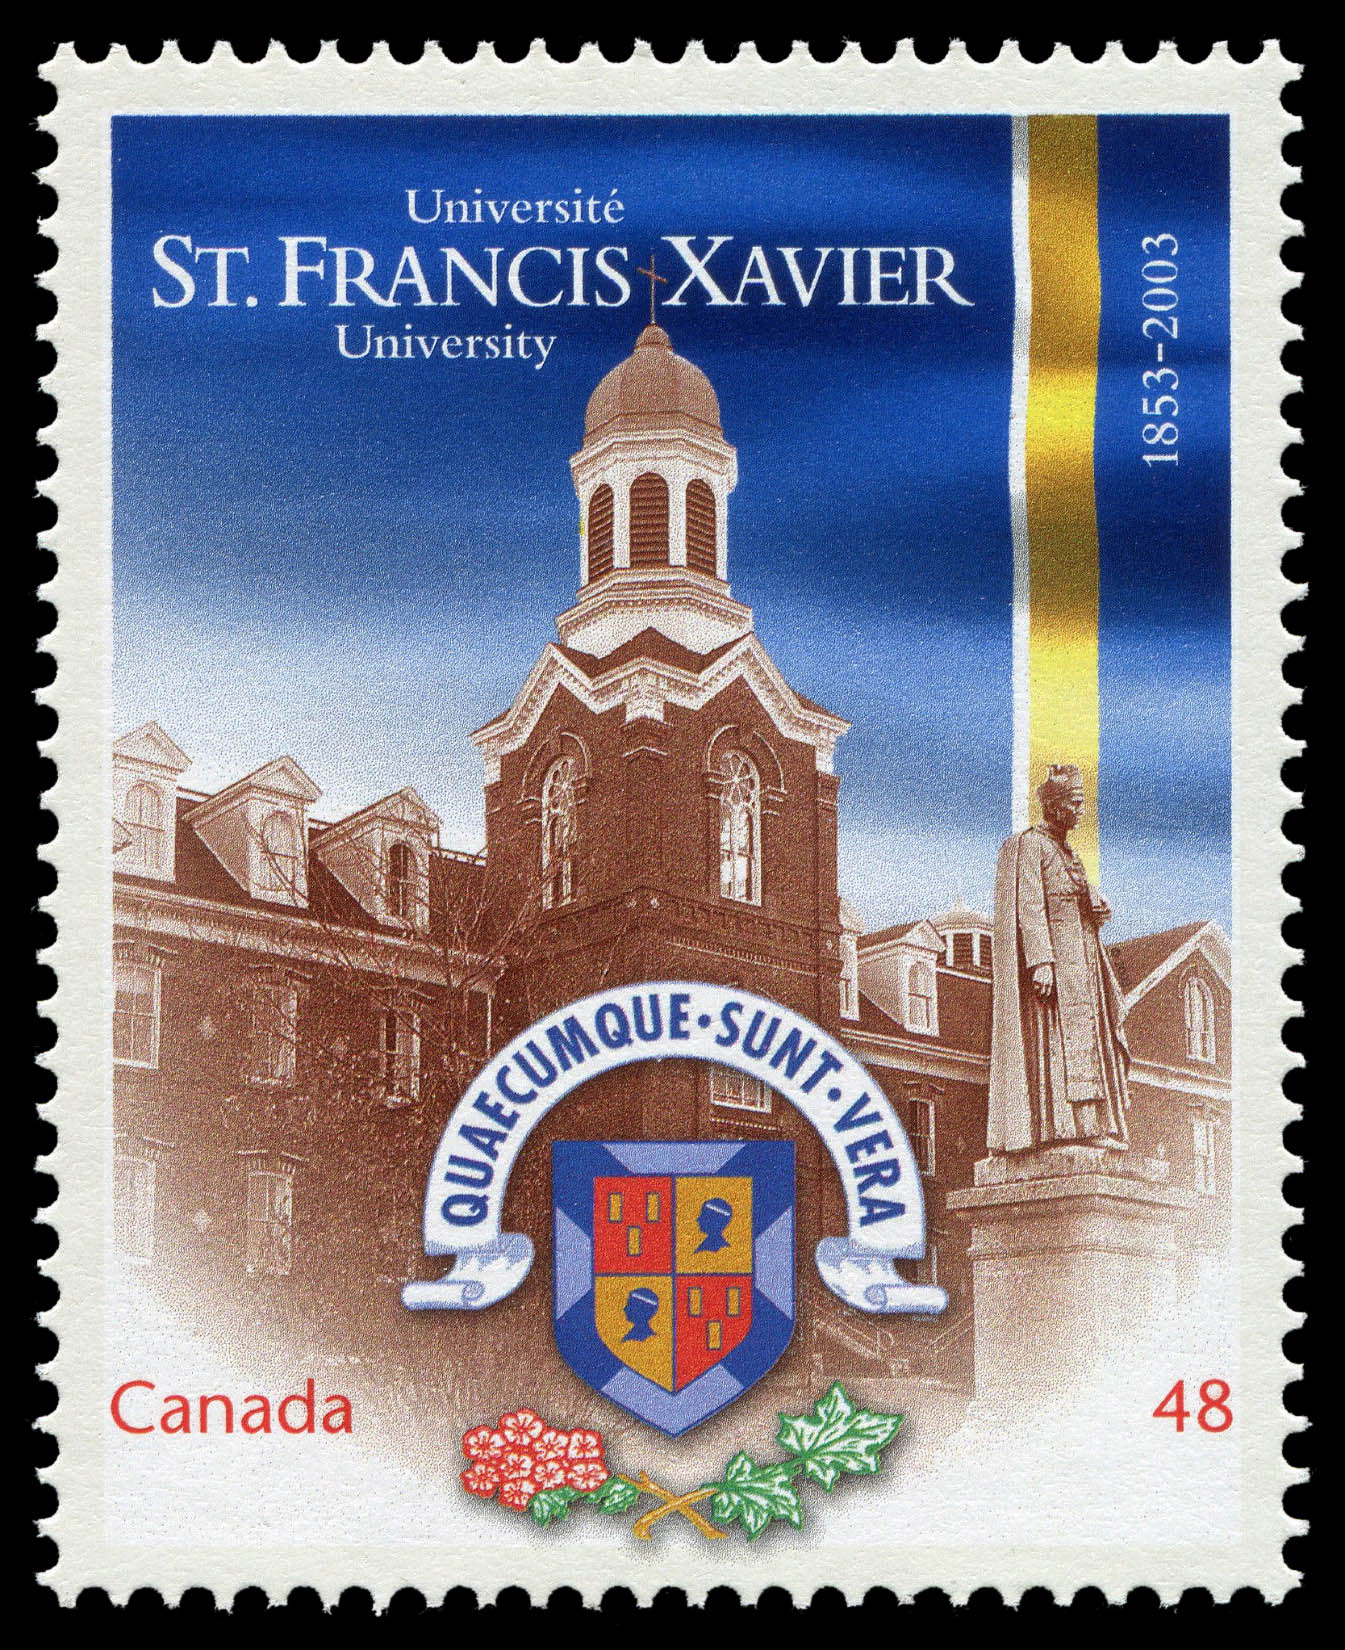 Université
ST. FRANCIS XAVIER
University
1853-2003
QUAECUMQUE·SUNT·VERA
Canada
48